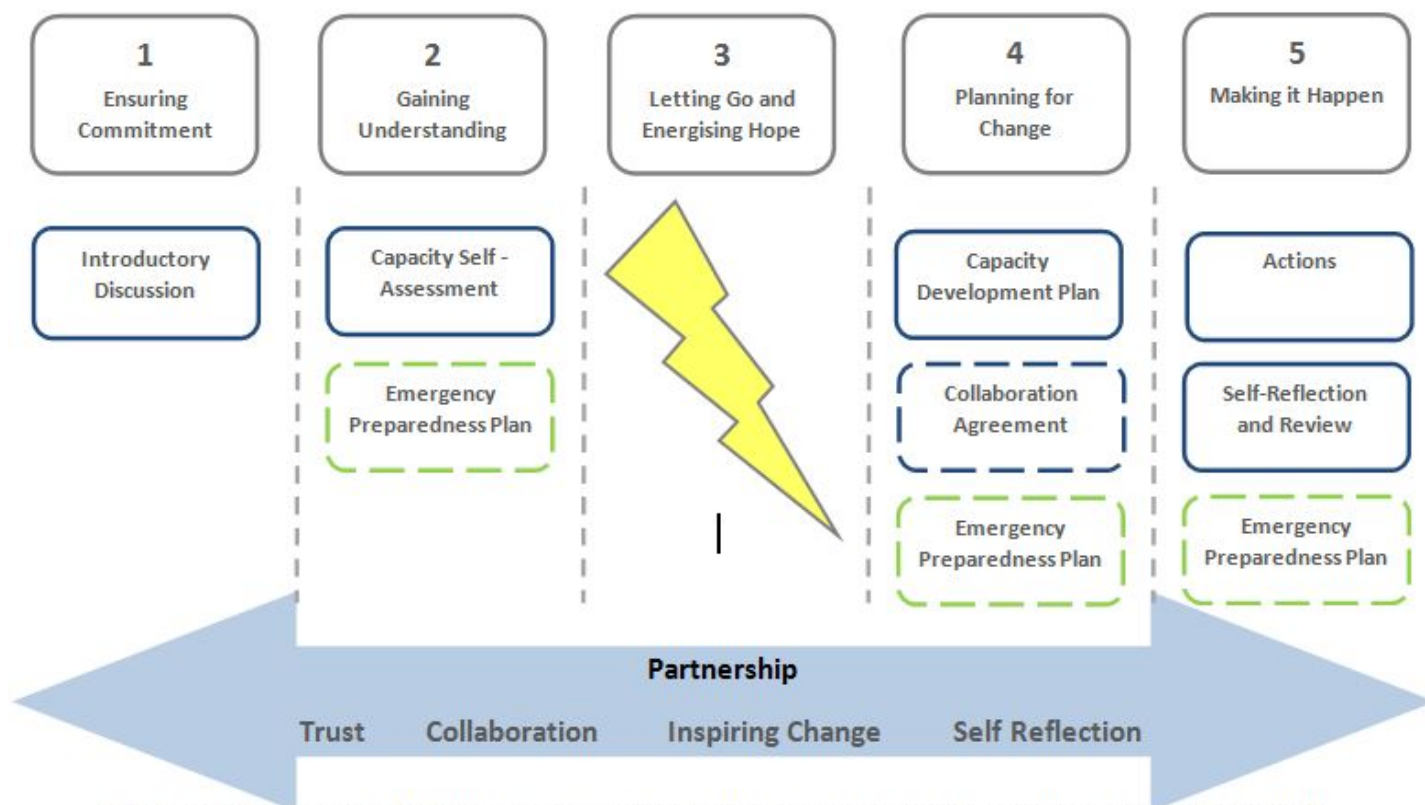 1
Ensuring
Commitment
2
Gaining
Understanding
3
Letting Go and
Energising Hope
4
Planning for
Change
5
Making it Happen
Introductory
Discussion
Capacity Self -
Assessment
Emergency
Preparedness Plan
Capacity
Development Plan
Collaboration
Agreement
Emergency
Preparedness Plan
Actions
Self-Reflection
and Review
Emergency
Preparedness Plan
Partnership
Trust Collaboration Inspiring Change Self Reflection